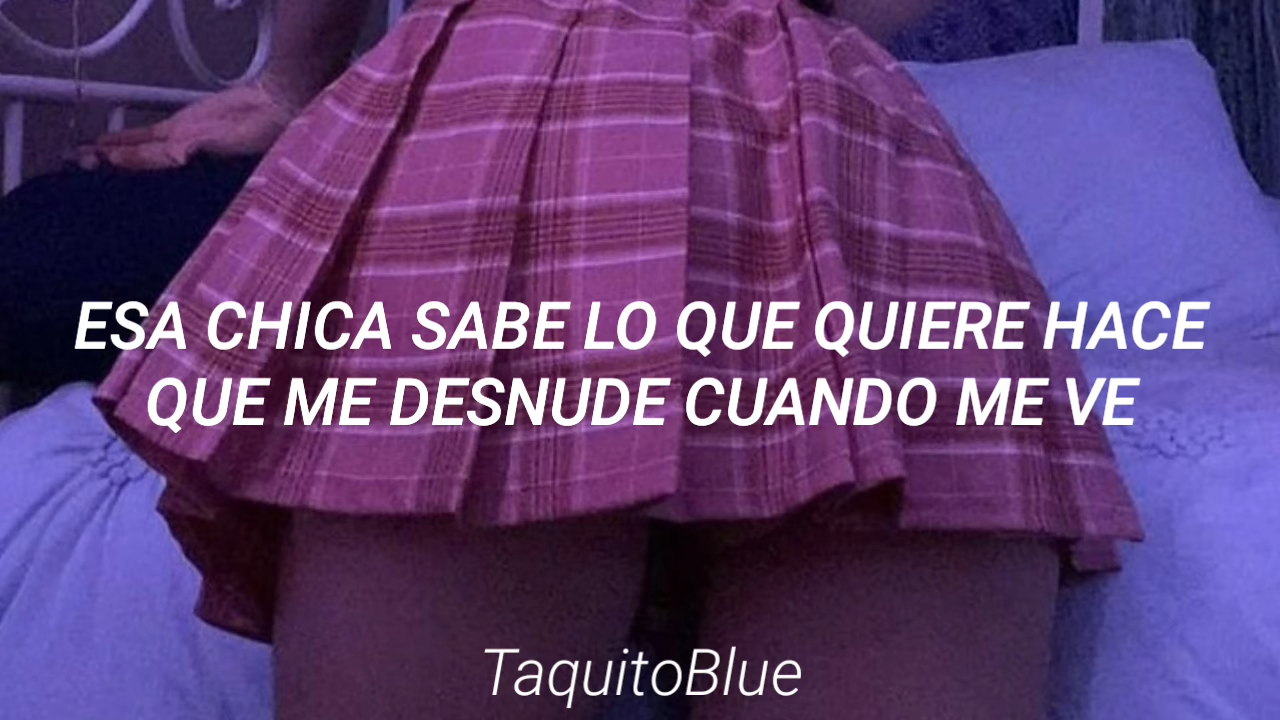 ESA CHICA SABE LO QUE QUIERE HACE
QUE ME DESNUDE CUANDO ME VE
TaquitoBlue